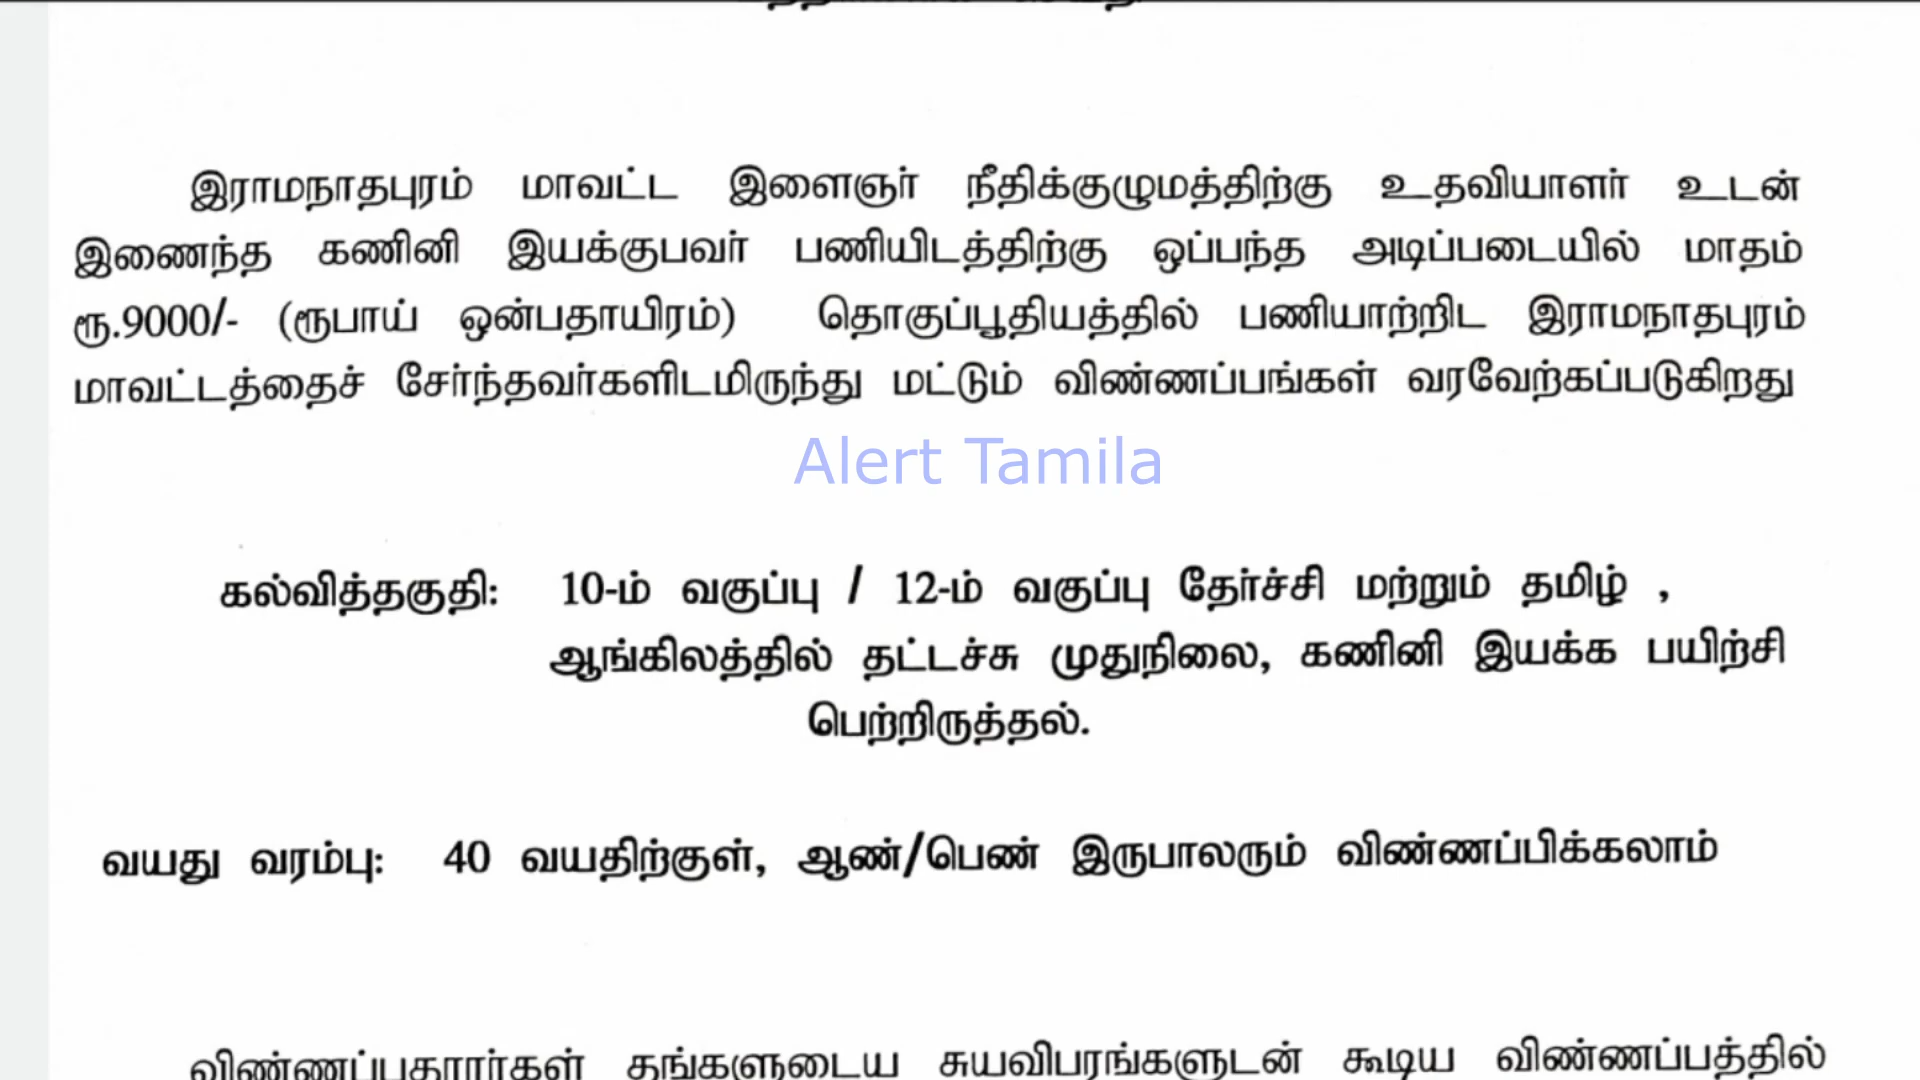 இராமநாதபுரம் மாவட்ட இளைஞர் நீதிக்குழுமத்திற்கு உதவியாளர் உடன்
இணைந்த கணினி இயக்குபவர் பணியிடத்திற்கு ஒப்பந்த அடிப்படையில் மாதம்
ரூ.9000/- (ரூபாய் ஒன்பதாயிரம்) தொகுப்பூதியத்தில் பணியாற்றிட இராமநாதபுரம்
மாவட்டத்தைச் சேர்ந்தவர்களிடமிருந்து மட்டும் விண்ணப்பங்கள் வரவேற்கப்படுகிறது
Alert Tamila
கல்வித்தகுதி: 10-ம் வகுப்பு / 12-ம் வகுப்பு தேர்ச்சி மற்றும் தமிழ் ,
ஆங்கிலத்தில் தட்டச்சு முதுநிலை, கணினி இயக்க பயிற்சி
பெற்றிருத்தல்.
வயது வரம்பு: 40 வயதிற்குள், ஆண்/பெண் இருபாலரும் விண்ணப்பிக்கலாம்
விண்ணப்பதாரர்கள் தங்களுடைய சுயவிபரங்களுடன் கூடிய விண்ணப்பத்தில்